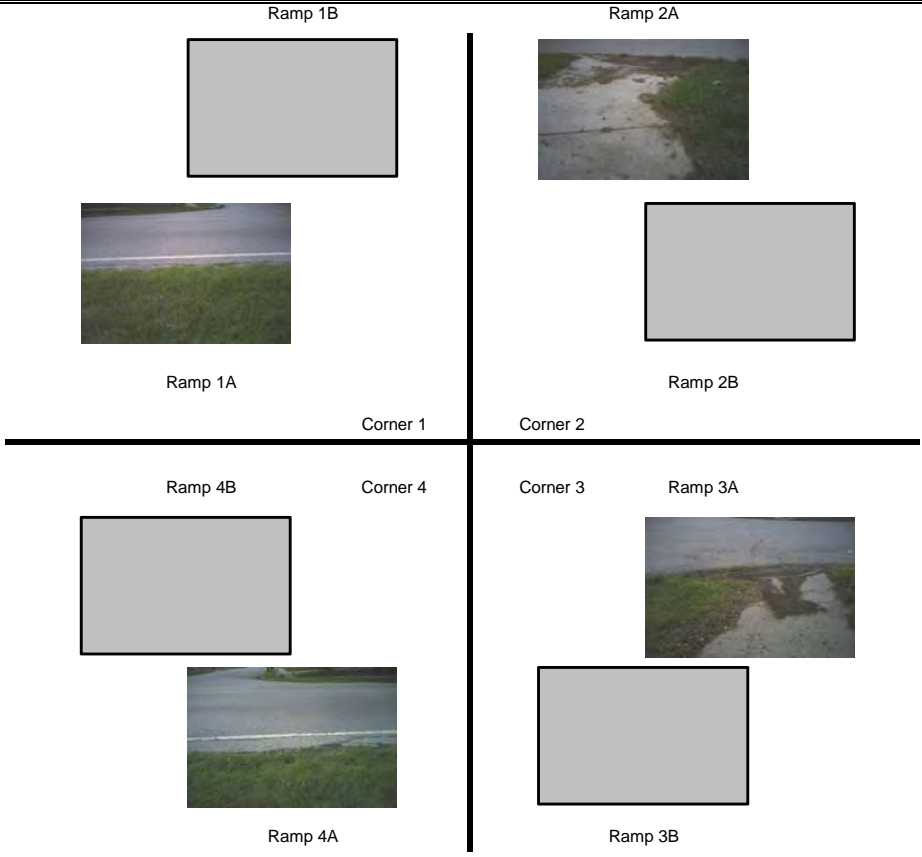 Ramp 1B Ramp 2A
Ramp 1A Ramp 2B
Corner 1 Corner 2
Ramp 4B Corner 4 Corner 3 Ramp 3A
Ramp 4A Ramp 3B